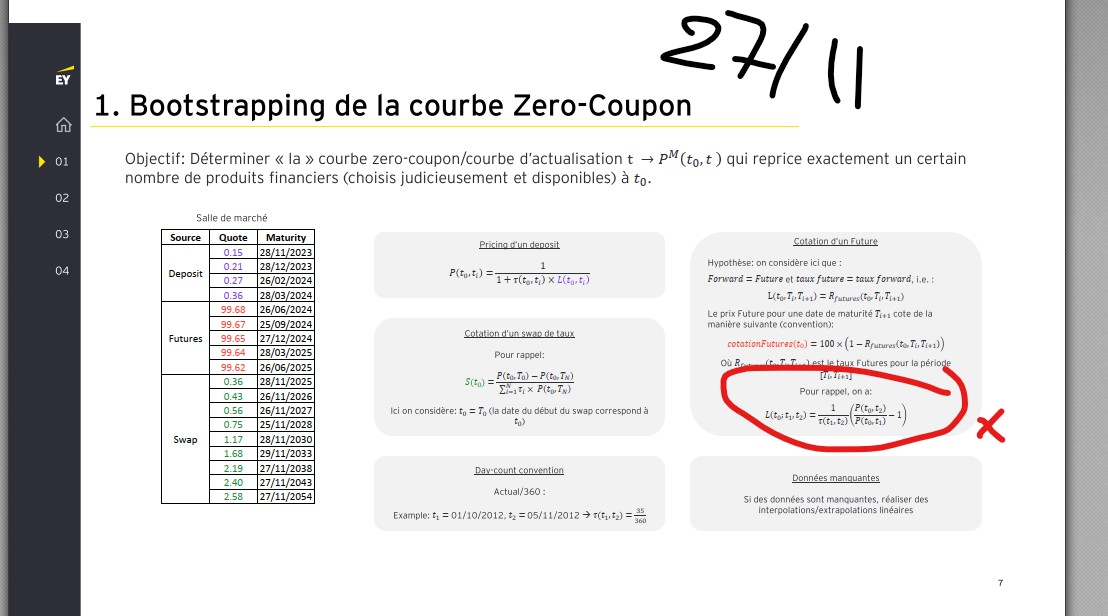 27/11
EY
01
02
03
04
1. Bootstrapping de la courbe Zero-Coupon
Objectif: Déterminer « la » courbe zero-coupon/courbe d'actualisation t → P^M(t₀, t ) qui reprice exactement un certain
nombre de produits financiers (choisis judicieusement et disponibles) à t₀.
Salle de marché
Source Quote Maturity
Deposit
0.15 28/11/2023
0.21 28/12/2023
0.27 26/02/2024
0.36 28/03/2024
Futures
99.68 26/06/2024
99.67 25/09/2024
99.65 27/12/2024
99.64 28/03/2025
99.62 26/06/2025
Swap
0.36 28/11/2025
0.43 26/11/2026
0.56 26/11/2027
0.75 25/11/2028
1.17 28/11/2030
1.68 29/11/2033
2.19 27/11/2038
2.40 27/11/2043
2.58 27/11/2054
Pricing d'un deposit
P(t₀, tᵢ) = 1 / (1 + τ(t₀, tᵢ) × L(t₀, tᵢ))
Cotation d'un swap de taux
Pour rappel:
S(t₀) = (P(t₀, T₀) − P(t₀, T_N)) / (∑ᵢ₌₁ᴺ τᵢ × P(t₀, T_N))
Ici on considère: t₀ = T₀ (la date du début du swap correspond à
t₀)
Day-count convention
Actual/360 :
Example: t₁ = 01/10/2012, t₂ = 05/11/2012 → τ(t₁, t₂) = 35/360
Cotation d'un Future
Hypothèse: on considère ici que :
Forward = Future et taux future = taux forward, i.e. :
L(t₀, Tᵢ, Tᵢ₊₁) = R_futures(t₀, Tᵢ, Tᵢ₊₁)
Le prix Future pour une date de maturité Tᵢ₊₁ cote de la
manière suivante (convention):
cotationFutures(t₀) = 100 × (1 − R_futures(t₀, Tᵢ, Tᵢ₊₁))
Où R_futures(t₀, Tᵢ, Tᵢ₊₁) est le taux Futures pour la période
[Tᵢ, Tᵢ₊₁]
Pour rappel, on a:
L(t₀; t₁, t₂) = 1/τ(t₁, t₂) (P(t₀, t₂)/P(t₀, t₁) − 1)
X
Données manquantes
Si des données sont manquantes, réaliser des
interpolations/extrapolations linéaires
7